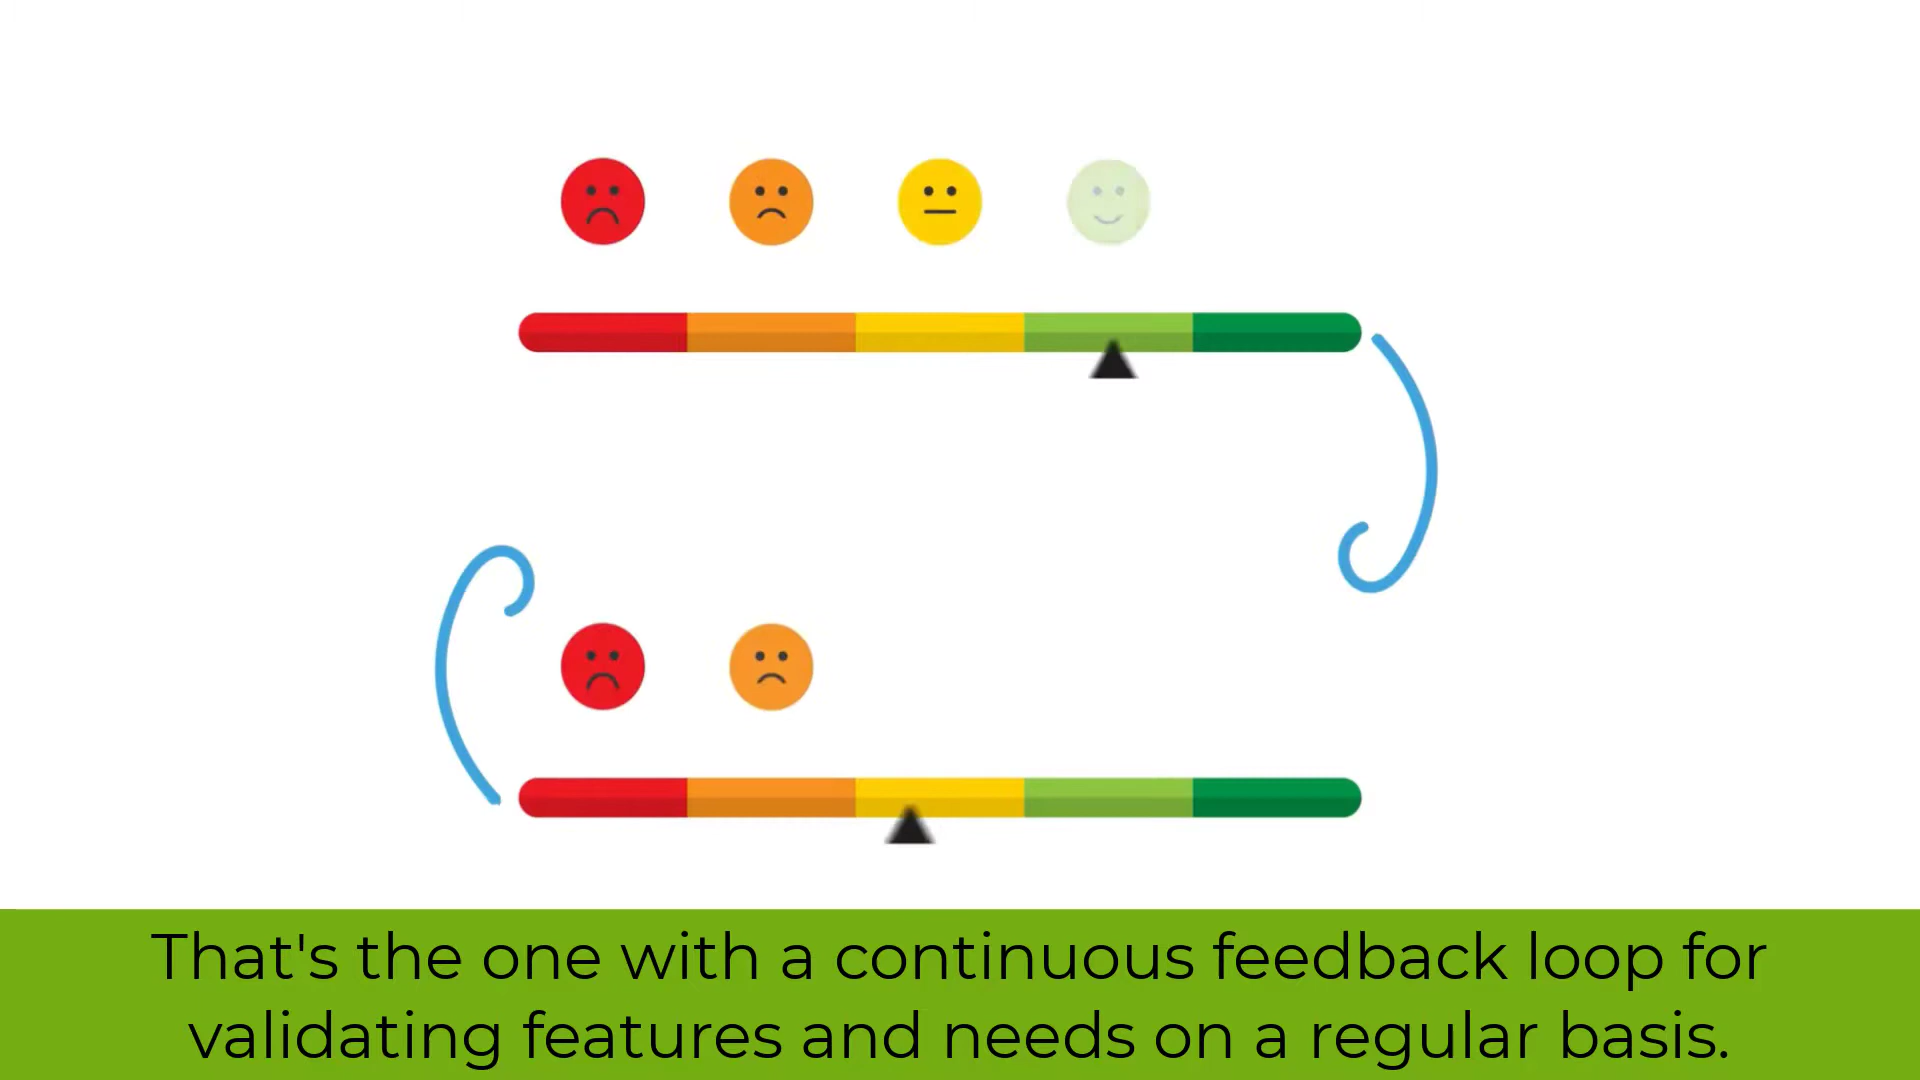 That's the one with a continuous feedback loop for
validating features and needs on a regular basis.